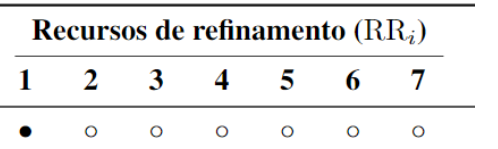 Recursos de refinamento (RRᵢ)
1 2 3 4 5 6 7
● ○ ○ ○ ○ ○ ○